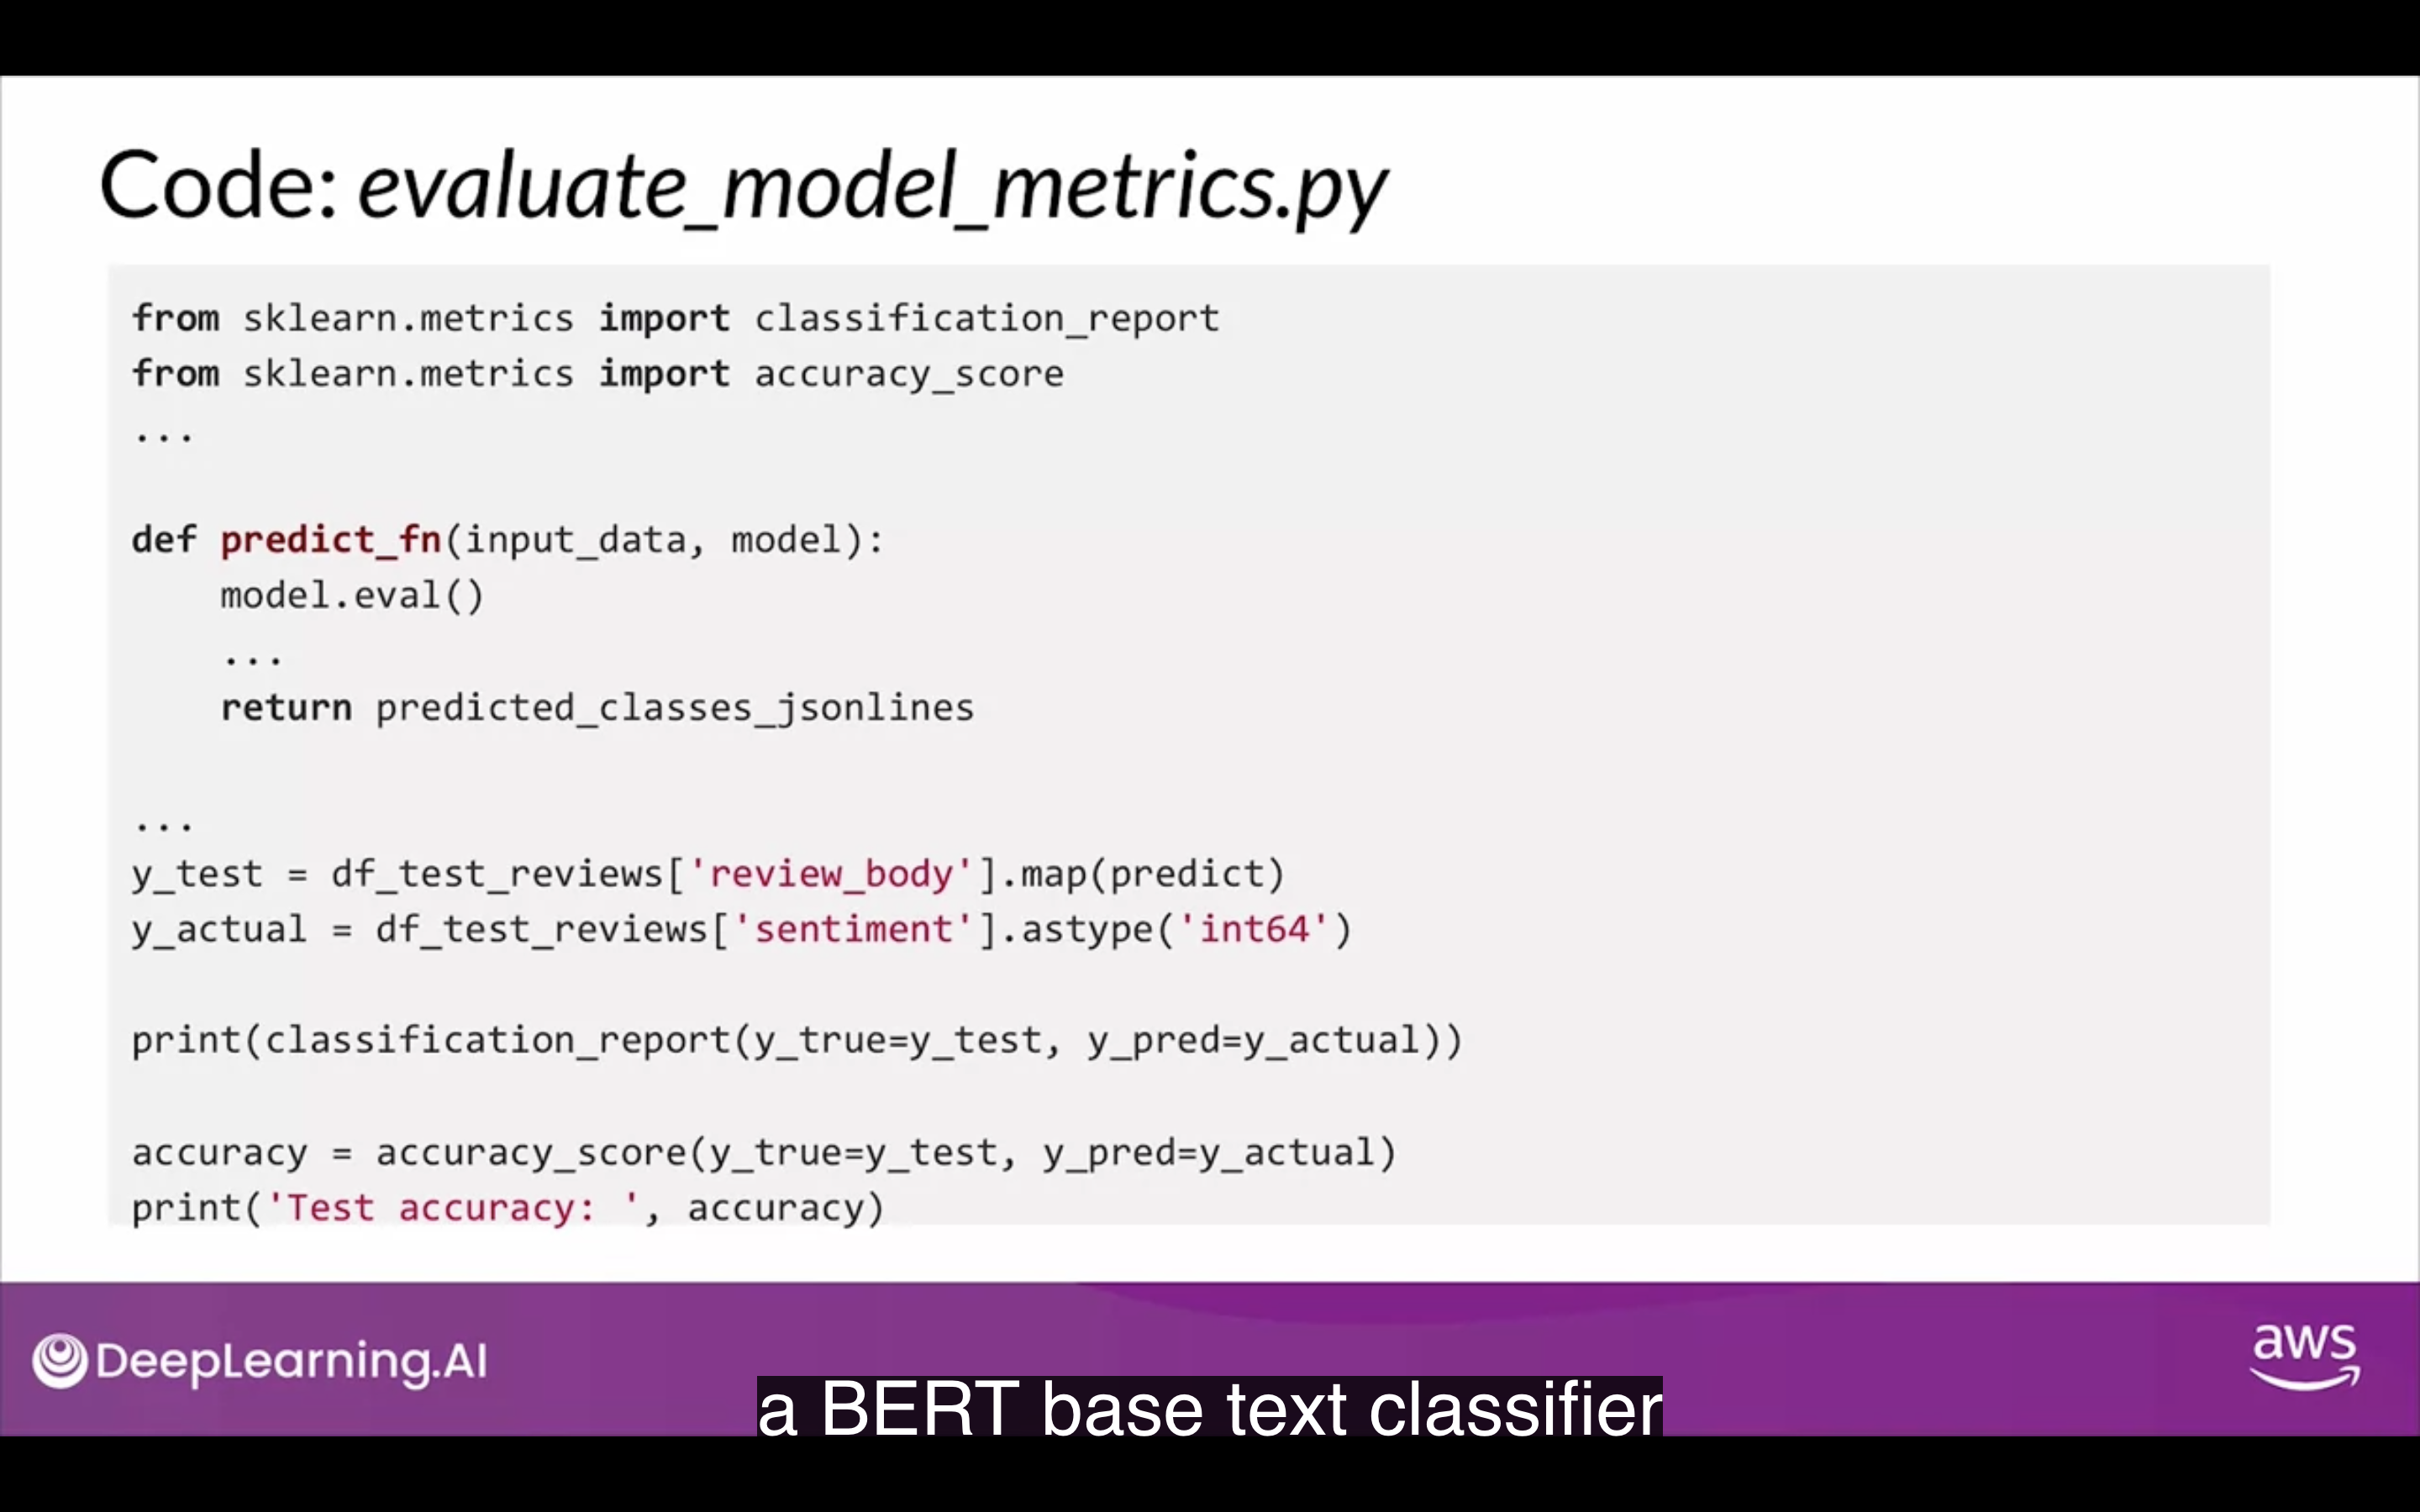 Code: evaluate_model_metrics.py
from sklearn.metrics import classification_report
from sklearn.metrics import accuracy_score
...
def predict_fn(input_data, model):
    model.eval()
    ...
    return predicted_classes_jsonlines
...
y_test = df_test_reviews['review_body'].map(predict)
y_actual = df_test_reviews['sentiment'].astype('int64')
print(classification_report(y_true=y_test, y_pred=y_actual))
accuracy = accuracy_score(y_true=y_test, y_pred=y_actual)
print('Test accuracy: ', accuracy)
DeepLearning.AI
aws
a BERT base text classifier